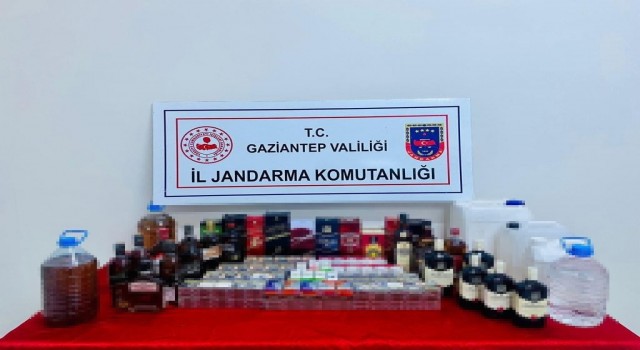 T.C.
GAZİANTEP VALİLİĞİ
İL JANDARMA KOMUTANLIĞI